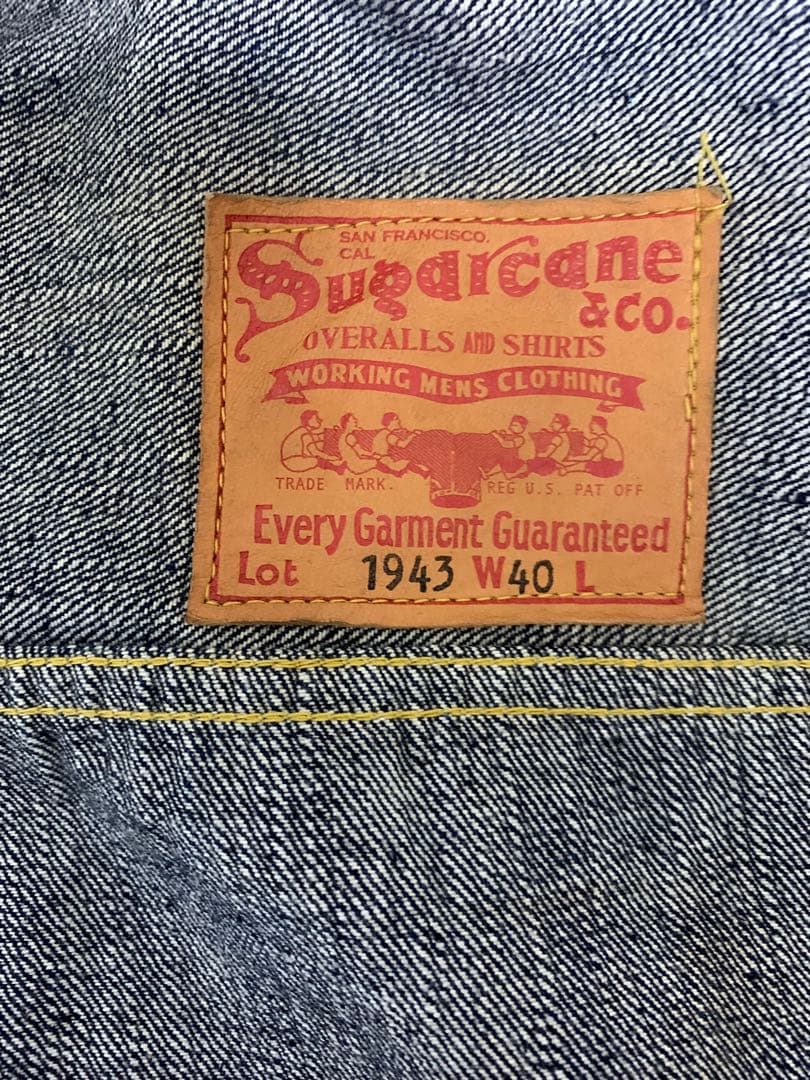 SAN FRANCISCO.
CAL
Sugarcane
& CO.
OVERALLS AND SHIRTS
WORKING MENS CLOTHING
TRADE MARK. REG U.S. PAT OFF
Every Garment Guaranteed
Lot 1943 W40 L